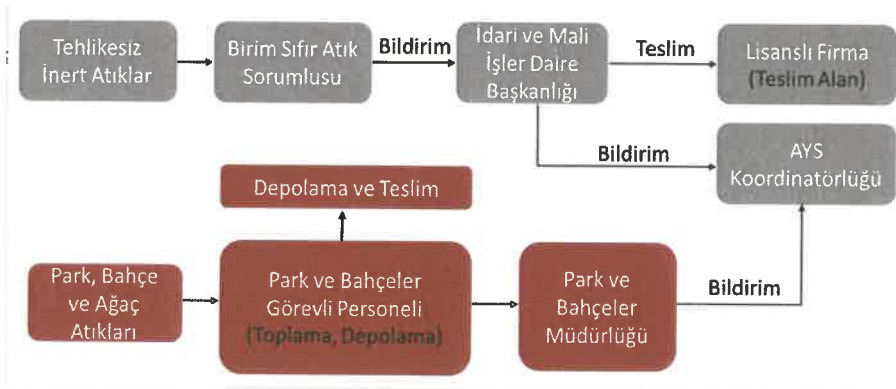 Tehlikesiz
İnert Atıklar
Birim Sıfır Atık
Sorumlusu
Bildirim
İdari ve Mali
İşler Daire
Başkanlığı
Teslim
Lisanslı Firma
(Teslim Alan)
Bildirim
AYS
Koordinatörlüğü
Depolama ve Teslim
Park, Bahçe
ve Ağaç
Atıkları
Park ve Bahçeler
Görevli Personeli
(Toplama, Depolama)
Park ve
Bahçeler
Müdürlüğü
Bildirim